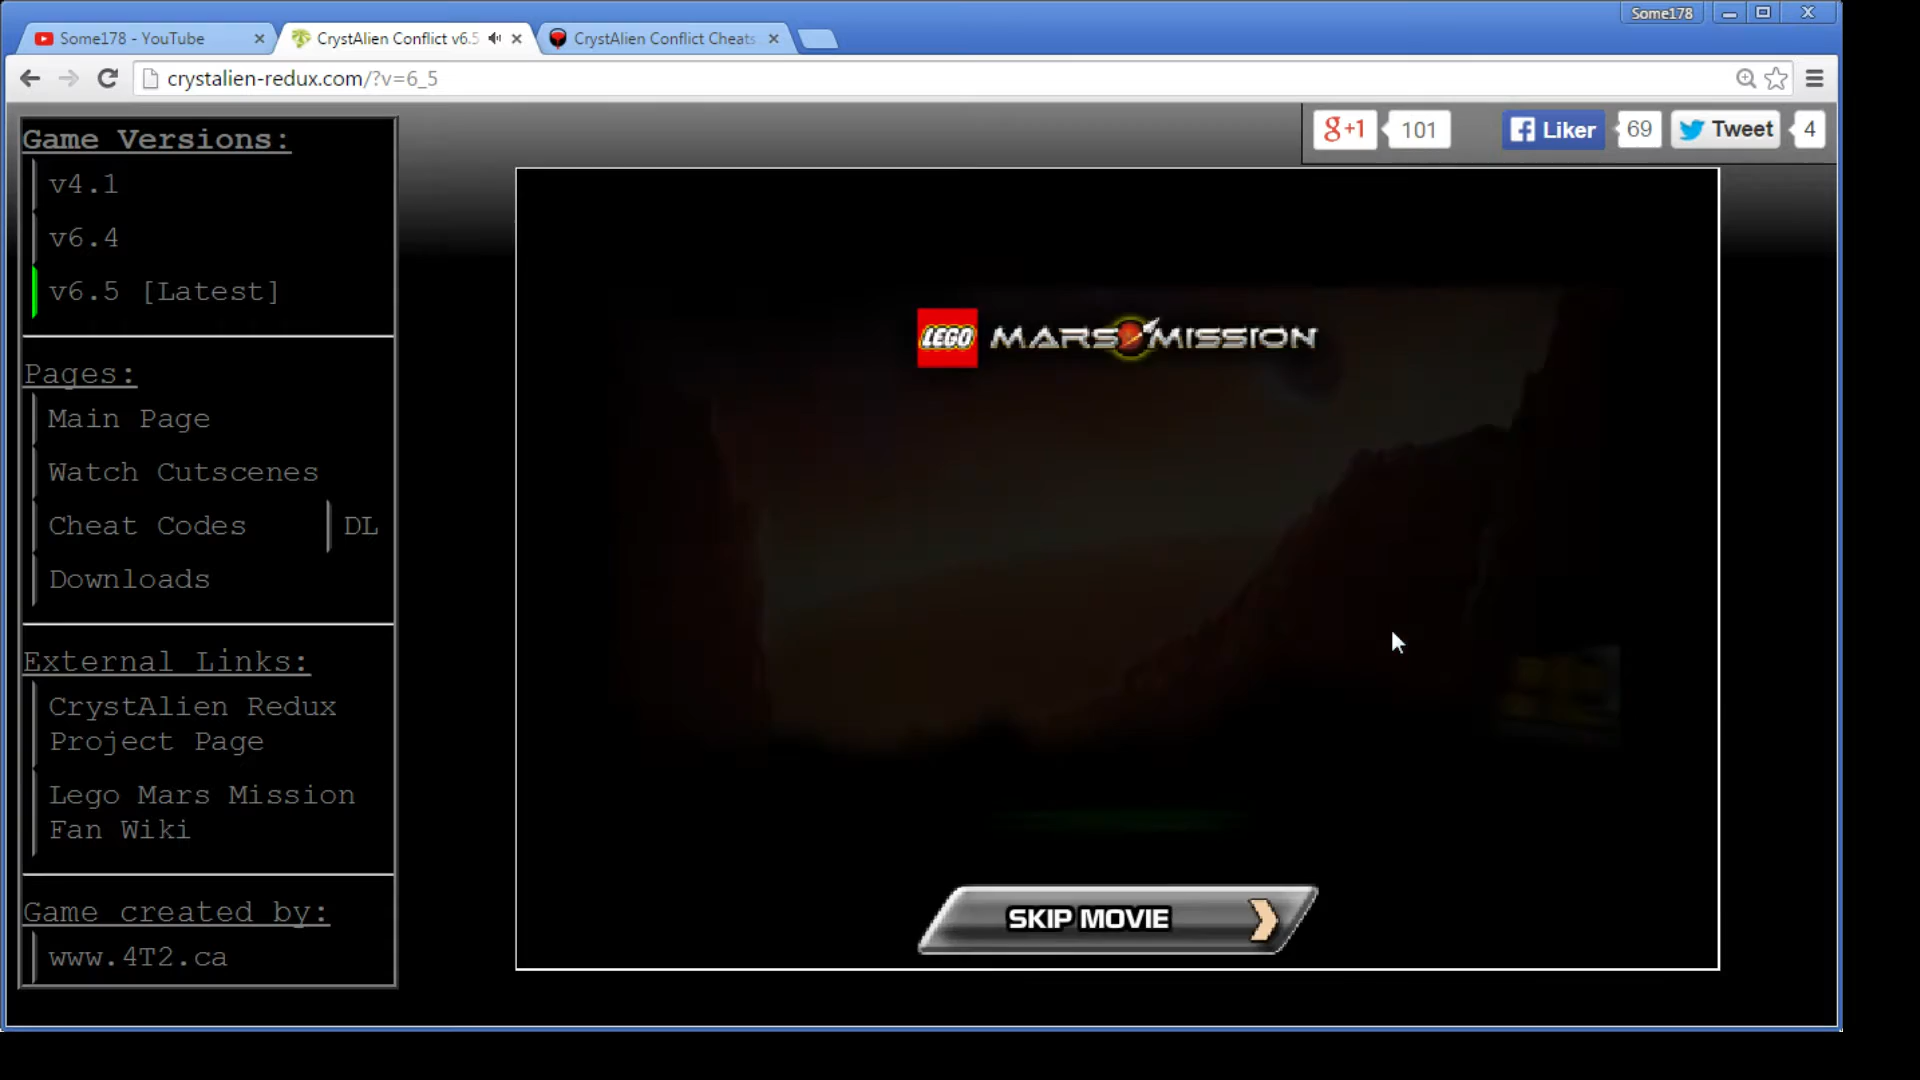 Some178
Some178 - YouTube
CrystAlien Conflict v6.5
CrystAlien Conflict Cheats
crystalien-redux.com/?v=6_5
g+1
101
Liker
69
Tweet
4
Game Versions:
v4.1
v6.4
v6.5 [Latest]
Pages:
Main Page
Watch Cutscenes
Cheat Codes DL
Downloads
External Links:
CrystAlien Redux
Project Page
Lego Mars Mission
Fan Wiki
Game created by:
www.4T2.ca
LEGO MARS MISSION
SKIP MOVIE